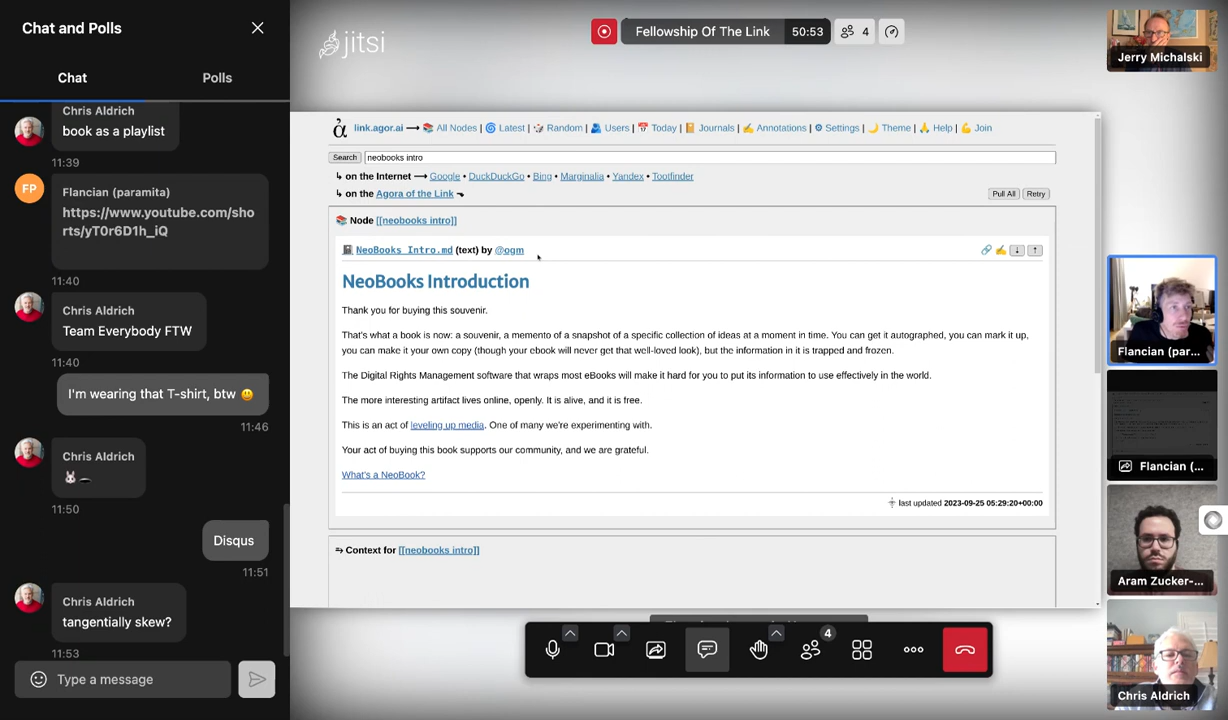 Chat and Polls
Chat
Polls
Chris Aldrich
book as a playlist
11:39
FP
Flancian (paramita)
https://www.youtube.com/sho
rts/yT0r6D1h_iQ
11:40
Chris Aldrich
Team Everybody FTW
11:40
I'm wearing that T-shirt, btw
11:46
Chris Aldrich
11:50
Disqus
11:51
Chris Aldrich
tangentially skew?
11:53
Type a message
jitsi
Fellowship Of The Link
50:53
4
link.agor.ai ⟶ All Nodes | Latest | Random | Users | Today | Journals | Annotations | Settings | Theme | Help | Join
Search
neobooks intro
↳ on the Internet ⟶ Google • DuckDuckGo • Bing • Marginalia • Yandex • Tootfinder
↳ on the Agora of the Link
Pull All
Retry
Node [[neobooks intro]]
NeoBooks Intro.md (text) by @ogm
NeoBooks Introduction
Thank you for buying this souvenir.
That's what a book is now: a souvenir, a memento of a snapshot of a specific collection of ideas at a moment in time. You can get it autographed, you can mark it up,
you can make it your own copy (though your ebook will never get that well-loved look), but the information in it is trapped and frozen.
The Digital Rights Management software that wraps most eBooks will make it hard for you to put its information to use effectively in the world.
The more interesting artifact lives online, openly. It is alive, and it is free.
This is an act of leveling up media. One of many we're experimenting with.
Your act of buying this book supports our community, and we are grateful.
What's a NeoBook?
last updated 2023-09-25 05:29:20+00:00
Context for [[neobooks intro]]
4
Jerry Michalski
Flancian (par...
Flancian (...
Aram Zucker-...
Chris Aldrich